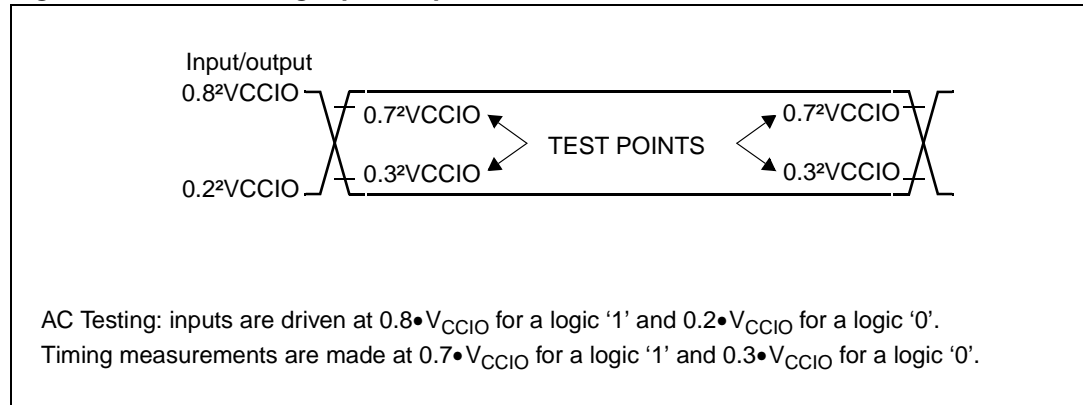 Input/output
0.8²VCCIO
0.7²VCCIO
0.7²VCCIO
TEST POINTS
0.2²VCCIO
0.3²VCCIO
0.3²VCCIO
AC Testing: inputs are driven at 0.8•VCCIO for a logic ‘1’ and 0.2•VCCIO for a logic ‘0’.
Timing measurements are made at 0.7•VCCIO for a logic ‘1’ and 0.3•VCCIO for a logic ‘0’.